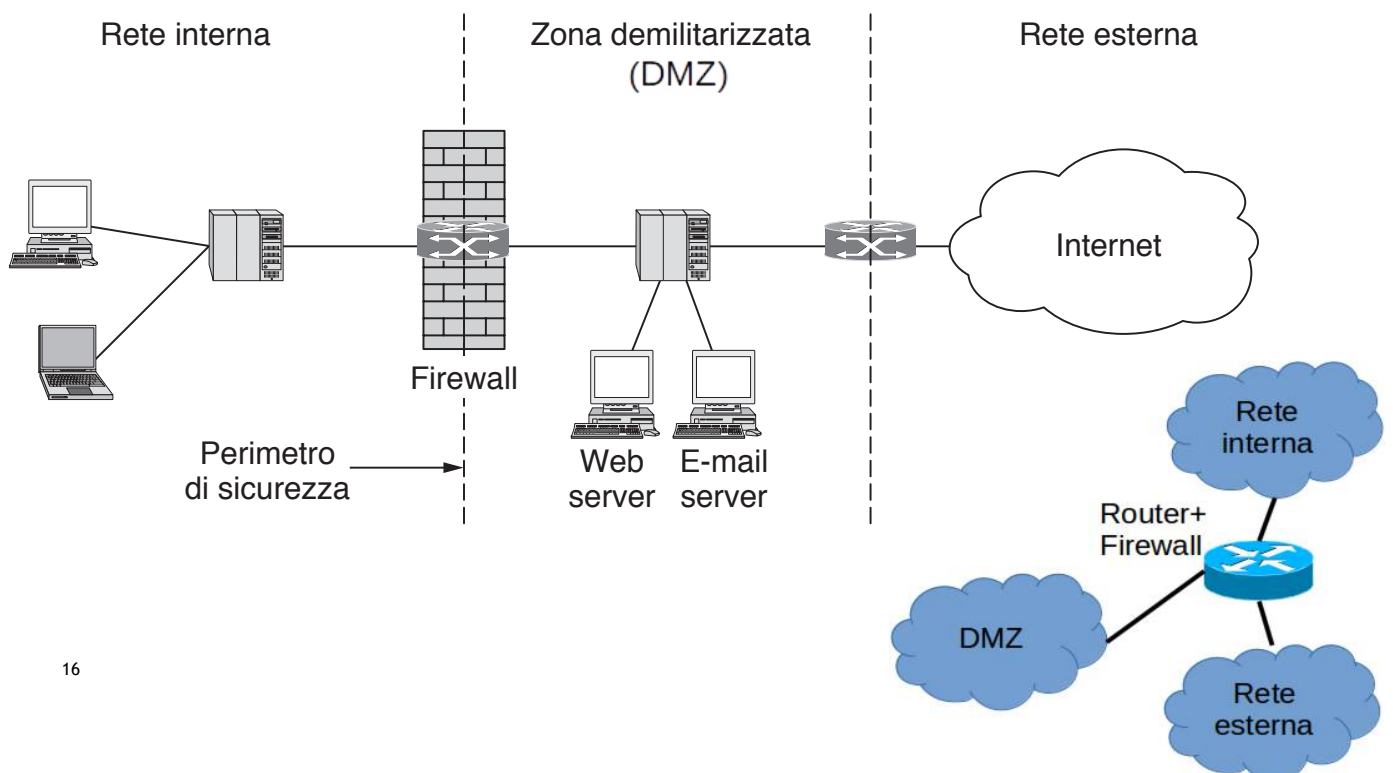 Rete interna
Zona demilitarizzata
(DMZ)
Rete esterna
Internet
Firewall
Perimetro
di sicurezza
Web
server
E-mail
server
Rete
interna
Router+
Firewall
DMZ
Rete
esterna
16